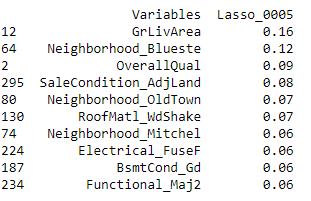 Variables Lasso_0005
12 GrLivArea 0.16
64 Neighborhood_Blueste 0.12
2 OverallQual 0.09
295 SaleCondition_AdjLand 0.08
80 Neighborhood_OldTown 0.07
130 RoofMatl_WdShake 0.07
74 Neighborhood_Mitchel 0.06
224 Electrical_FuseF 0.06
187 BsmtCond_Gd 0.06
234 Functional_Maj2 0.06